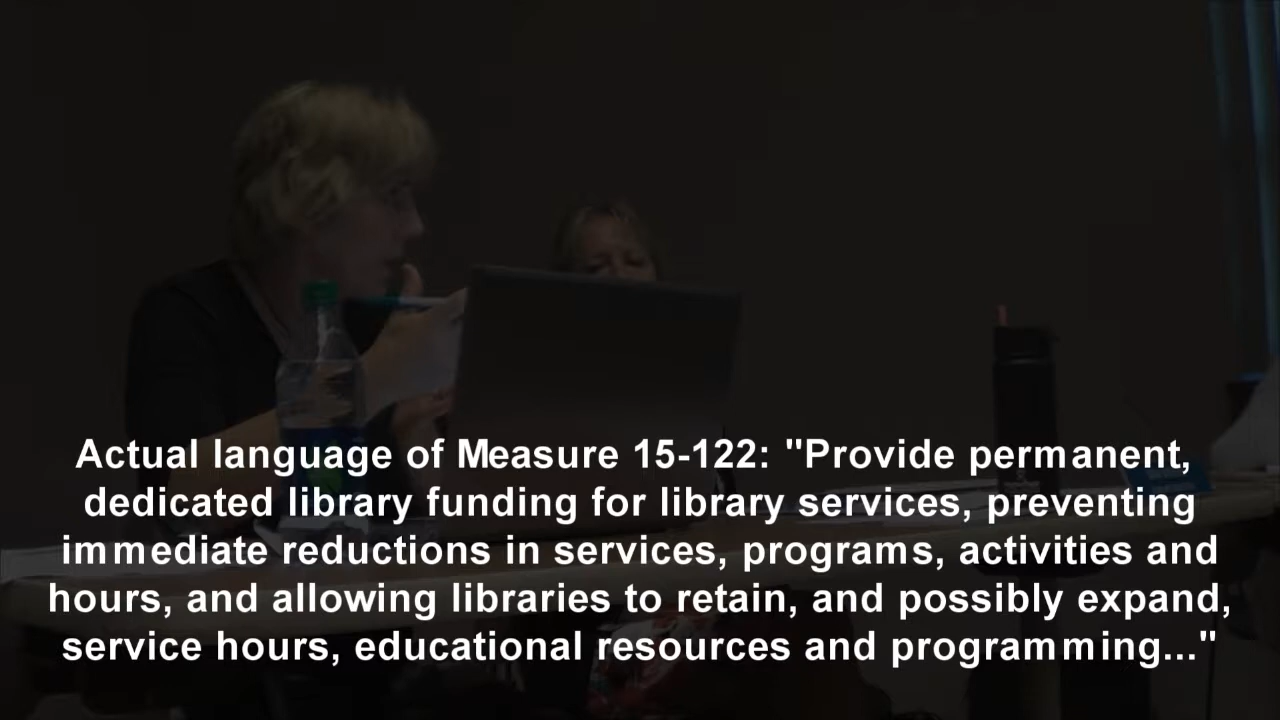 Actual language of Measure 15-122: "Provide permanent,
dedicated library funding for library services, preventing
immediate reductions in services, programs, activities and
hours, and allowing libraries to retain, and possibly expand,
service hours, educational resources and programming..."